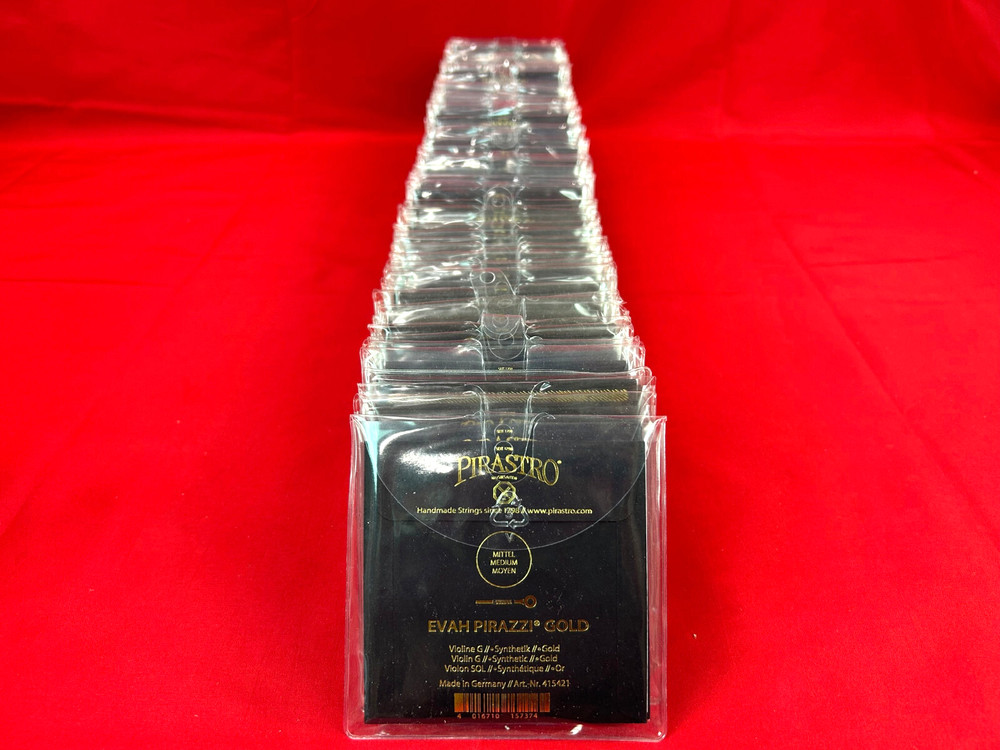 PIRASTRO®
Handmade Strings since 1798 // www.pirastro.com
MITTEL
MEDIUM
MOYEN
EVAH PIRAZZI® GOLD
Violine G // •Synthetik // •Gold
Violin G // •Synthetic // •Gold
Violon SOL // •Synthétique // •Or
Made in Germany // Art.-Nr. 415421
4 016710 157374